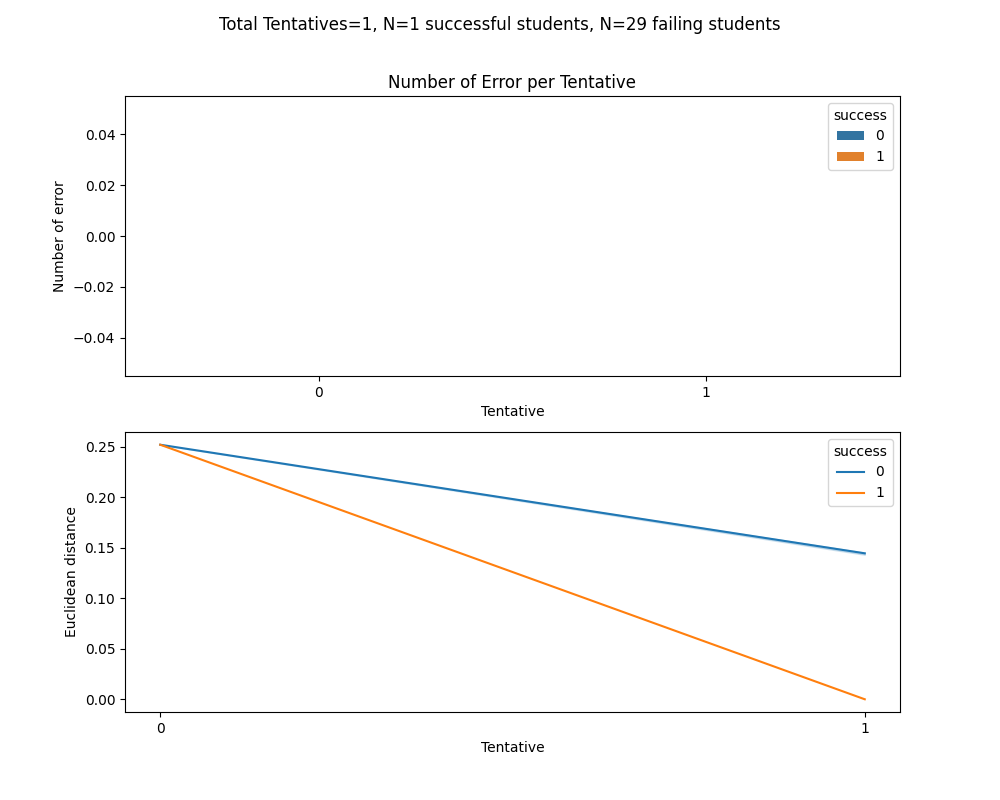 Total Tentatives=1, N=1 successful students, N=29 failing students
Number of Error per Tentative
success
0
1
0.04
0.02
0.00
−0.02
−0.04
Number of error
0
1
Tentative
success
0
1
0.25
0.20
0.15
0.10
0.05
0.00
Euclidean distance
0
1
Tentative